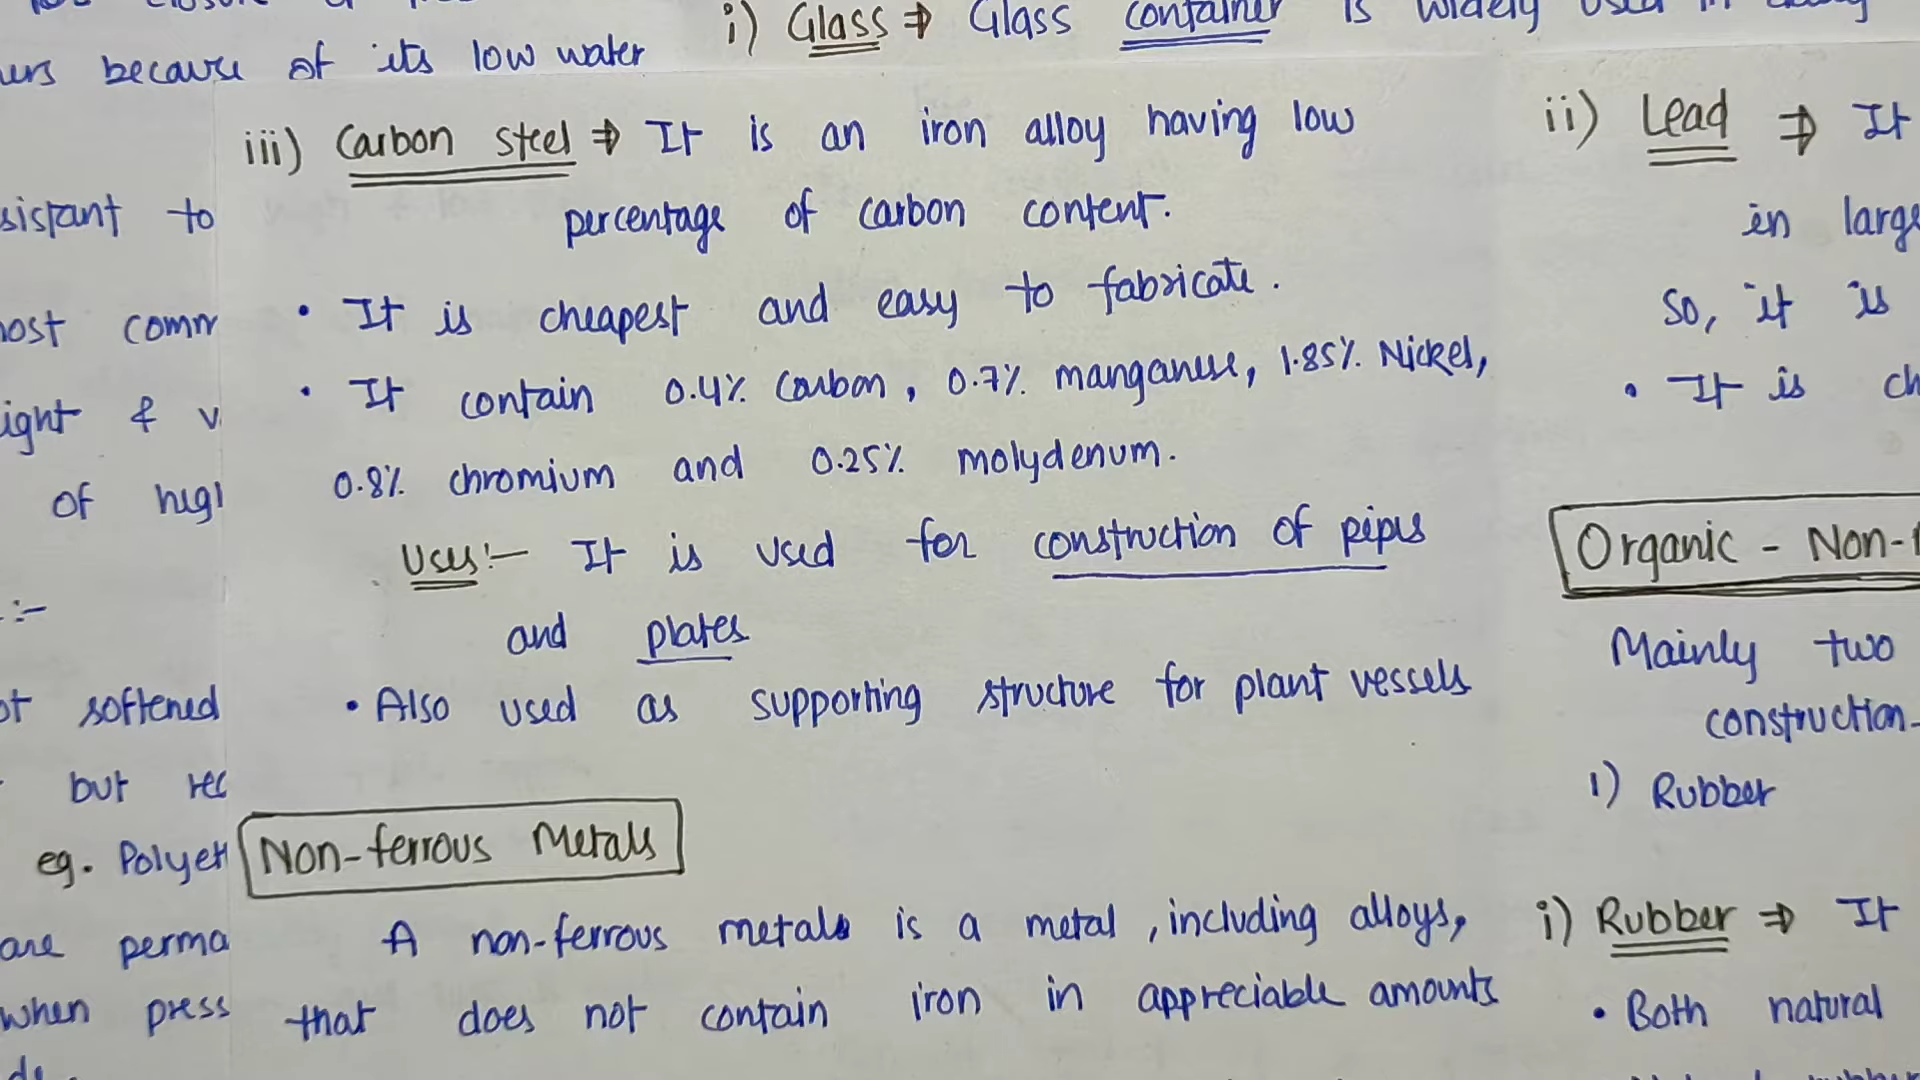 ers because of its low water
sistant to
of
:-
softened
but
eg.
are
when
i) Glass ⇒ Glass container is widely used in
iii) Carbon steel ⇒ It is an iron alloy having low
percentage of carbon content.
• It is cheapest and easy to fabricate.
• It contain 0.4% Carbon, 0.7% manganese, 1.85% Nickel,
0.8% chromium and 0.25% molydenum.
Uses:- It is used for construction of pipes
and plates
• Also used as supporting structure for plant vessels
Non-ferrous Metals
A non-ferrous metals is a metal, including alloys,
that does not contain iron in appreciable amounts
ii) Lead ⇒ It
in
so, it is
• It is
Organic - Non-
Mainly two
construction-
1) Rubber
i) Rubber ⇒ It
• Both natural